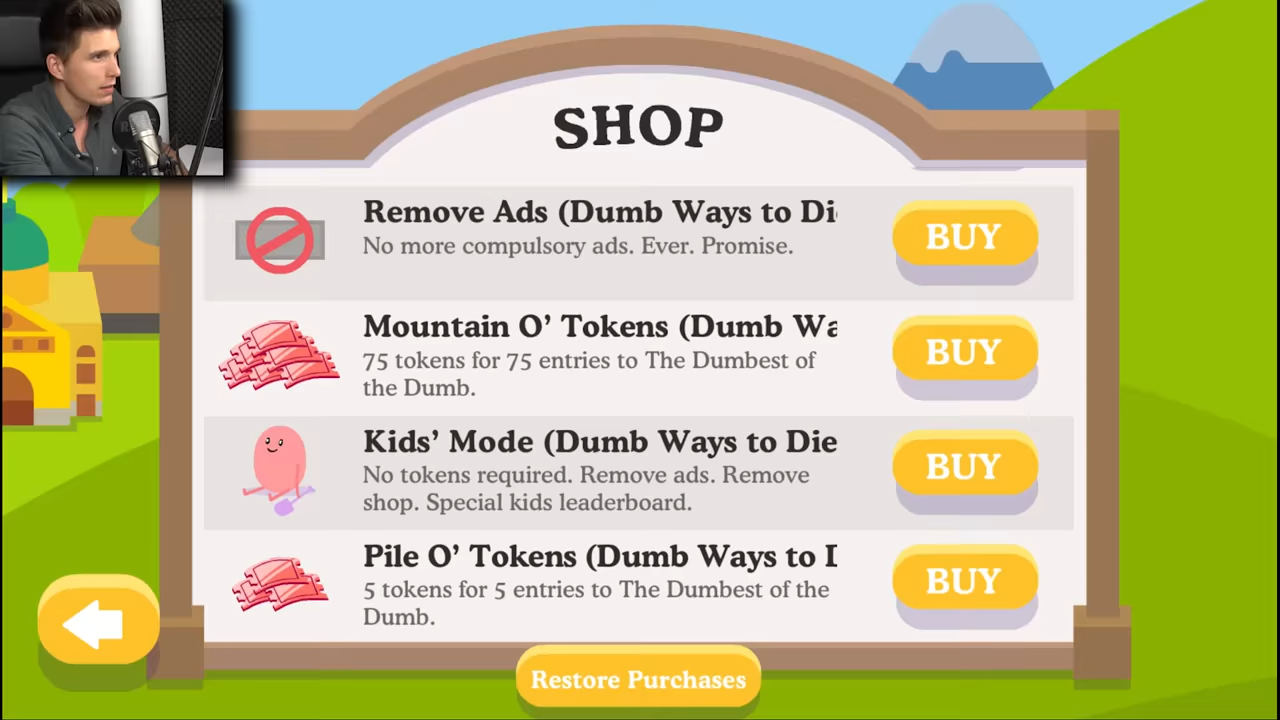 SHOP
Remove Ads (Dumb Ways to Di
No more compulsory ads. Ever. Promise.
BUY
Mountain O’ Tokens (Dumb Wa
75 tokens for 75 entries to The Dumbest of
the Dumb.
BUY
Kids’ Mode (Dumb Ways to Die
No tokens required. Remove ads. Remove
shop. Special kids leaderboard.
BUY
Pile O’ Tokens (Dumb Ways to D
5 tokens for 5 entries to The Dumbest of the
Dumb.
BUY
Restore Purchases